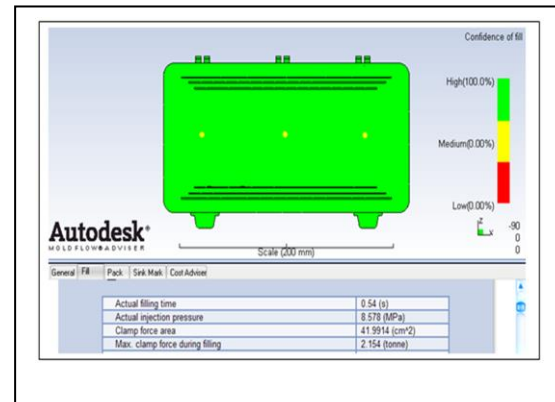 Confidence of fill
High(100.0%)
Medium(0.00%)
Low(0.00%)
Autodesk®
MOLDFLOW ADVISER
Scale (200 mm)
z
x
-90
0
0
General Fill Pack Sink Mark Cost Adviser
Actual filling time 0.54 (s)
Actual injection pressure 8.578 (MPa)
Clamp force area 41.9914 (cm^2)
Max. clamp force during filling 2.154 (tonne)